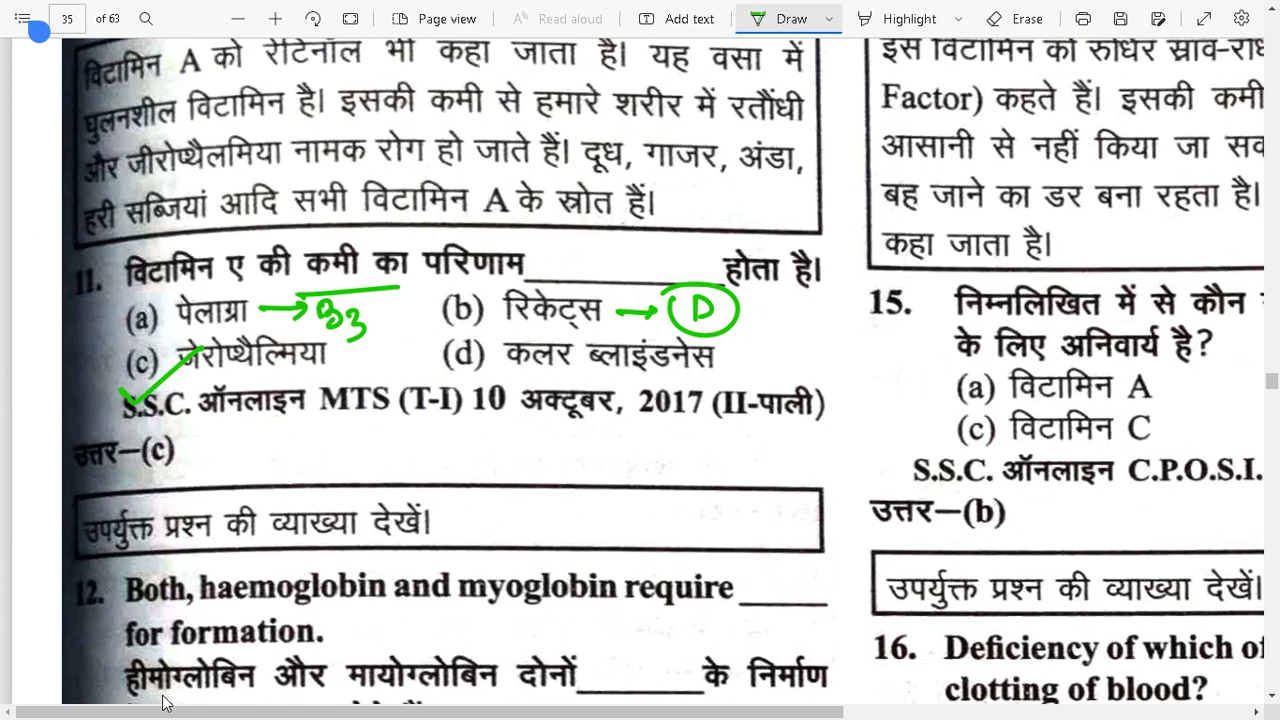 35 of 63 Page view Read aloud Add text Draw Highlight Erase
विटामिन A को रेटिनॉल भी कहा जाता है। यह वसा में
घुलनशील विटामिन है। इसकी कमी से हमारे शरीर में रतौंधी
और जीरोप्थैलमिया नामक रोग हो जाते हैं। दूध, गाजर, अंडा,
हरी सब्जियां आदि सभी विटामिन A के स्रोत हैं।
11. विटामिन ए की कमी का परिणाम____________होता है।
(a) पेलाग्रा → B3 (b) रिकेट्स → D
(c) जेरोप्थैल्मिया (d) कलर ब्लाइंडनेस
S.S.C. ऑनलाइन MTS (T-I) 10 अक्टूबर, 2017 (II-पाली)
उत्तर—(c)
उपर्युक्त प्रश्न की व्याख्या देखें।
12. Both, haemoglobin and myoglobin require ______
for formation.
हीमोग्लोबिन और मायोग्लोबिन दोनों________के निर्माण
इस विटामिन को रुधिर स्राव-रोध
Factor) कहते हैं। इसकी कमी
आसानी से नहीं किया जा सक
बह जाने का डर बना रहता है।
कहा जाता है।
15. निम्नलिखित में से कौन
के लिए अनिवार्य है?
(a) विटामिन A
(c) विटामिन C
S.S.C. ऑनलाइन C.P.O.S.I.
उत्तर—(b)
उपर्युक्त प्रश्न की व्याख्या देखें।
16. Deficiency of which of
clotting of blood?